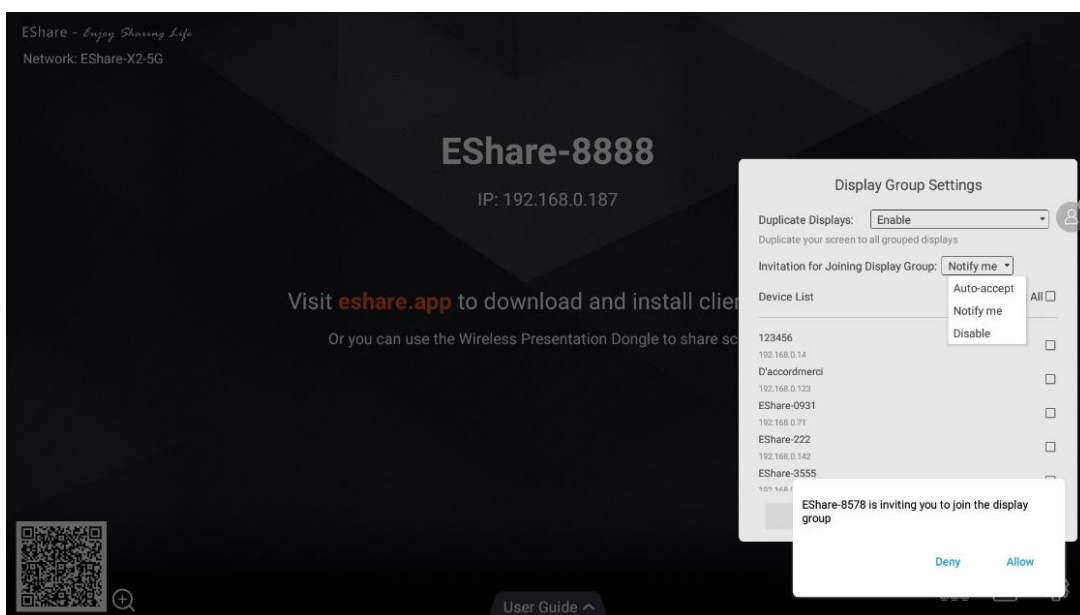 EShare - Enjoy Sharing Life
Network: EShare-X2-5G
EShare-8888
IP: 192.168.0.187
Visit eshare.app to download and install
Or you can use the Wireless Presentation Dongle to share
Display Group Settings
Duplicate Displays: Enable
Duplicate your screen to all grouped displays
Invitation for Joining Display Group: Notify me
Auto-accept
Notify me
Disable
Device List All
123456
192.168.0.14
D'accordmerci
192.168.0.123
EShare-0931
192.168.0.71
EShare-222
192.168.0.142
EShare-3555
EShare-8578 is inviting you to join the display
group
Deny Allow
User Guide